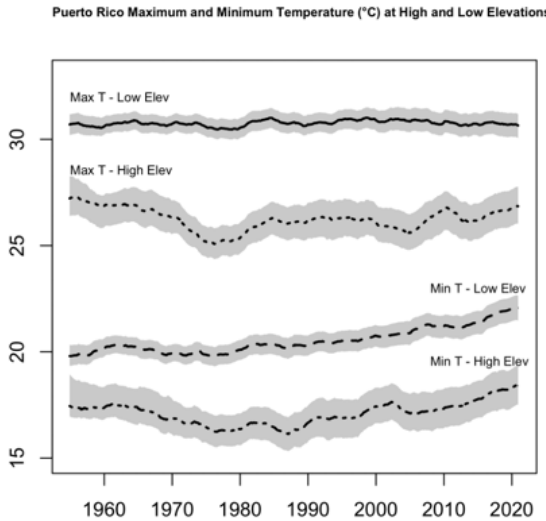 Puerto Rico Maximum and Minimum Temperature (°C) at High and Low Elevations
Max T - Low Elev
30
Max T - High Elev
25
Min T - Low Elev
20
Min T - High Elev
15
1960 1970 1980 1990 2000 2010 2020